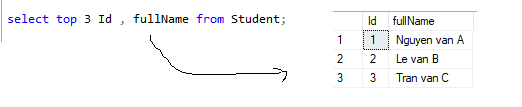 select top 3 Id , fullName from Student;
Id fullName
1 1 Nguyen van A
2 2 Le van B
3 3 Tran van C